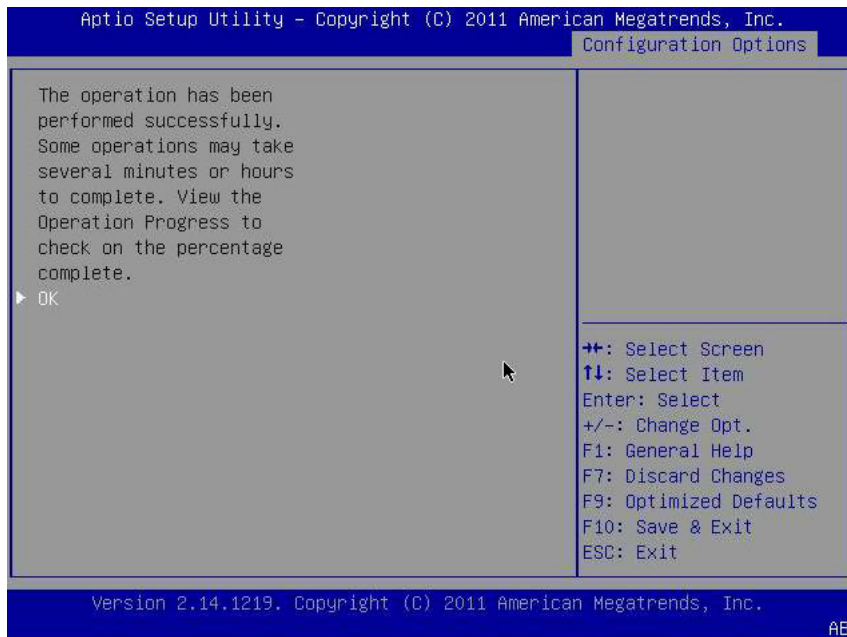 Aptio Setup Utility – Copyright (C) 2011 American Megatrends, Inc.
Configuration Options
The operation has been
performed successfully.
Some operations may take
several minutes or hours
to complete. View the
Operation Progress to
check on the percentage
complete.
▶ OK
→←: Select Screen
↑↓: Select Item
Enter: Select
+/-: Change Opt.
F1: General Help
F7: Discard Changes
F9: Optimized Defaults
F10: Save & Exit
ESC: Exit
Version 2.14.1219. Copyright (C) 2011 American Megatrends, Inc.
AB